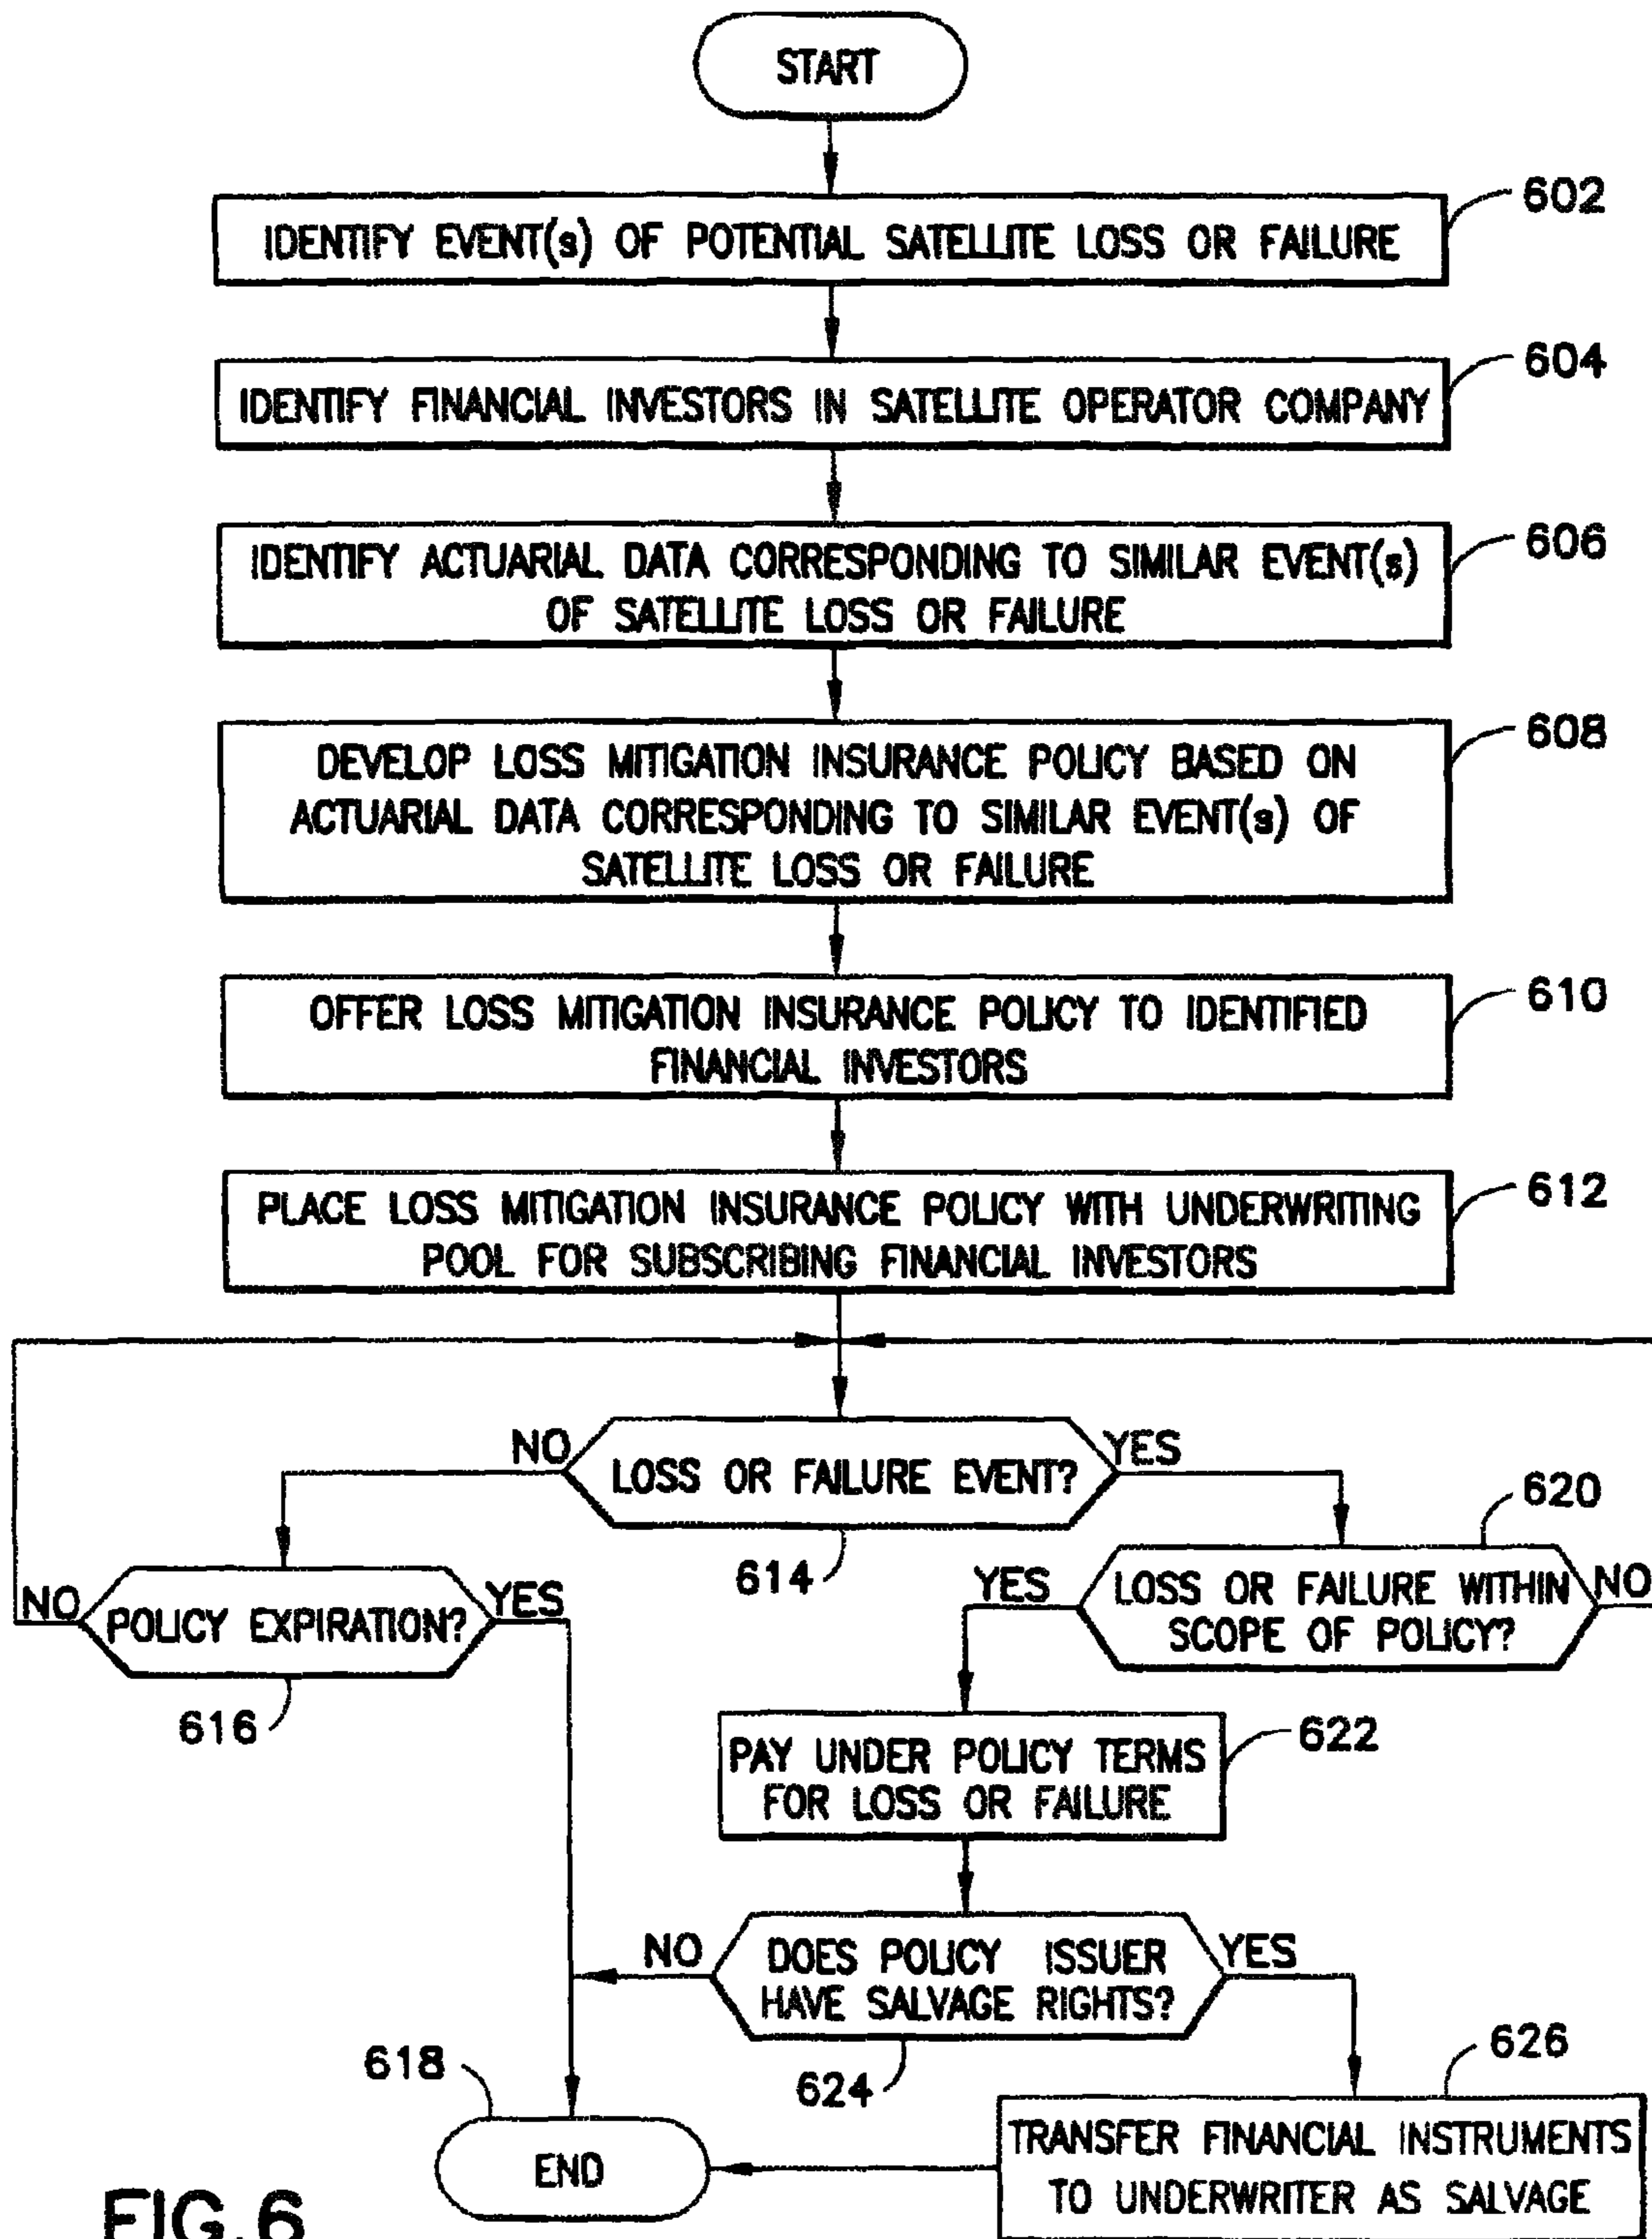 START
602
IDENTIFY EVENT(s) OF POTENTIAL SATELLITE LOSS OR FAILURE
604
IDENTIFY FINANCIAL INVESTORS IN SATELLITE OPERATOR COMPANY
606
IDENTIFY ACTUARIAL DATA CORRESPONDING TO SIMILAR EVENT(s)
OF SATELLITE LOSS OR FAILURE
608
DEVELOP LOSS MITIGATION INSURANCE POLICY BASED ON
ACTUARIAL DATA CORRESPONDING TO SIMILAR EVENT(s) OF
SATELLITE LOSS OR FAILURE
610
OFFER LOSS MITIGATION INSURANCE POLICY TO IDENTIFIED
FINANCIAL INVESTORS
612
PLACE LOSS MITIGATION INSURANCE POLICY WITH UNDERWRITING
POOL FOR SUBSCRIBING FINANCIAL INVESTORS
NO
LOSS OR FAILURE EVENT?
YES
614
620
NO
POLICY EXPIRATION?
YES
616
YES
LOSS OR FAILURE WITHIN
SCOPE OF POLICY?
NO
622
PAY UNDER POLICY TERMS
FOR LOSS OR FAILURE
NO
DOES POLICY ISSUER
HAVE SALVAGE RIGHTS?
YES
624
618
END
626
TRANSFER FINANCIAL INSTRUMENTS
TO UNDERWRITER AS SALVAGE
FIG.6